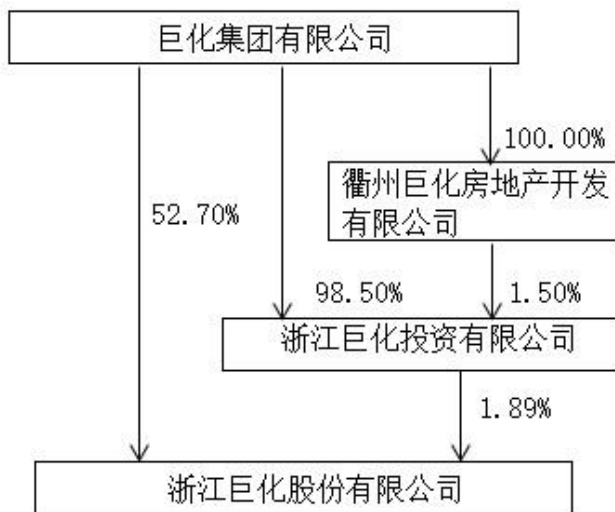 巨化集团有限公司
100.00%
衢州巨化房地产开发
有限公司
52.70%
98.50%
1.50%
浙江巨化投资有限公司
1.89%
浙江巨化股份有限公司